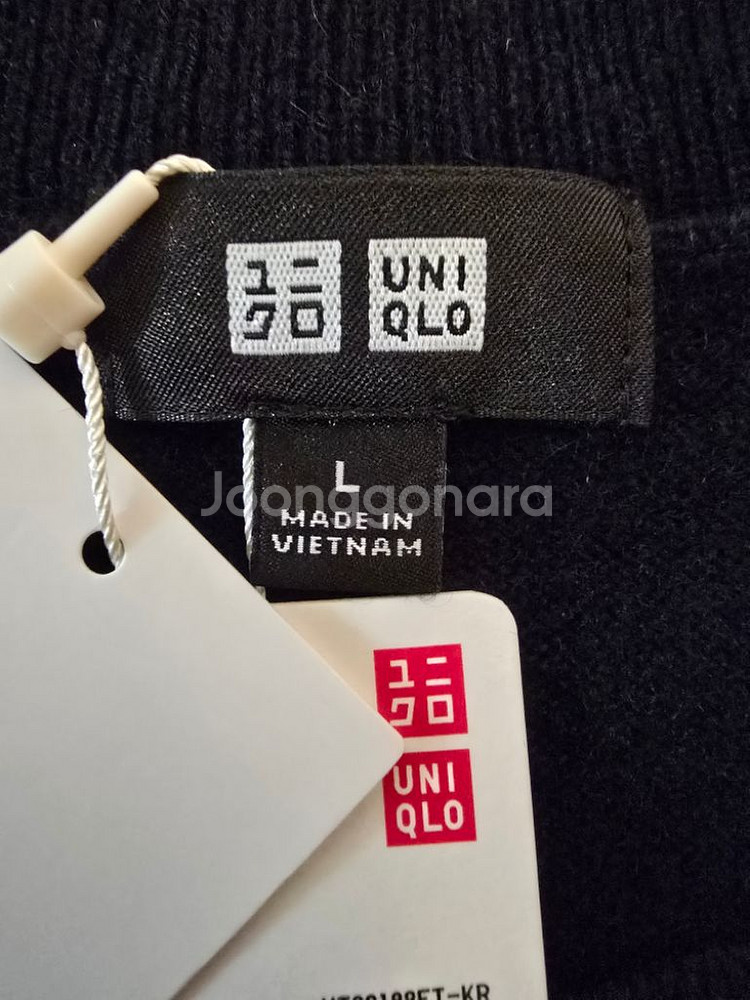 ユニ
クロ
UNI
QLO
L
MADE IN
VIETNAM
Joonggonara
ユニ
クロ
UNI
QLO